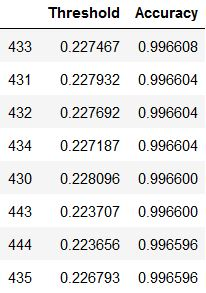 Threshold Accuracy
433 0.227467 0.996608
431 0.227932 0.996604
432 0.227692 0.996604
434 0.227187 0.996604
430 0.228096 0.996600
443 0.223707 0.996600
444 0.223656 0.996596
435 0.226793 0.996596